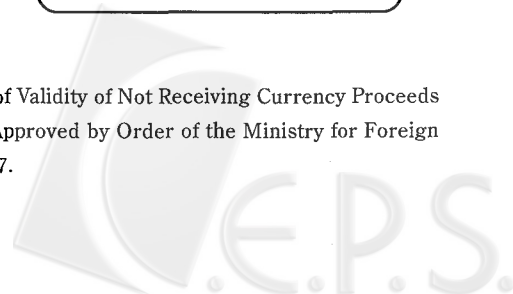 of Validity of Not Receiving Currency Proceeds
Approved by Order of the Ministry for Foreign
7.
C.E.P.S.